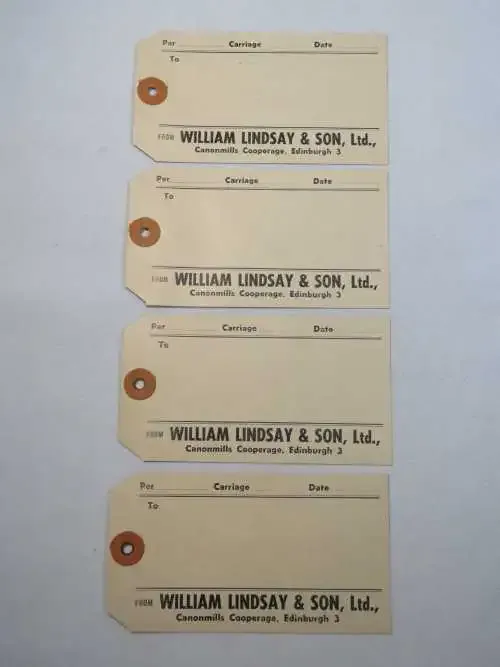 Per Carriage Date
To
FROM WILLIAM LINDSAY & SON, Ltd.,
Canonmills Cooperage, Edinburgh 3
Per Carriage Date
To
FROM WILLIAM LINDSAY & SON, Ltd.,
Canonmills Cooperage, Edinburgh 3
Per Carriage Date
To
FROM WILLIAM LINDSAY & SON, Ltd.,
Canonmills Cooperage, Edinburgh 3
Per Carriage Date
To
FROM WILLIAM LINDSAY & SON, Ltd.,
Canonmills Cooperage, Edinburgh 3